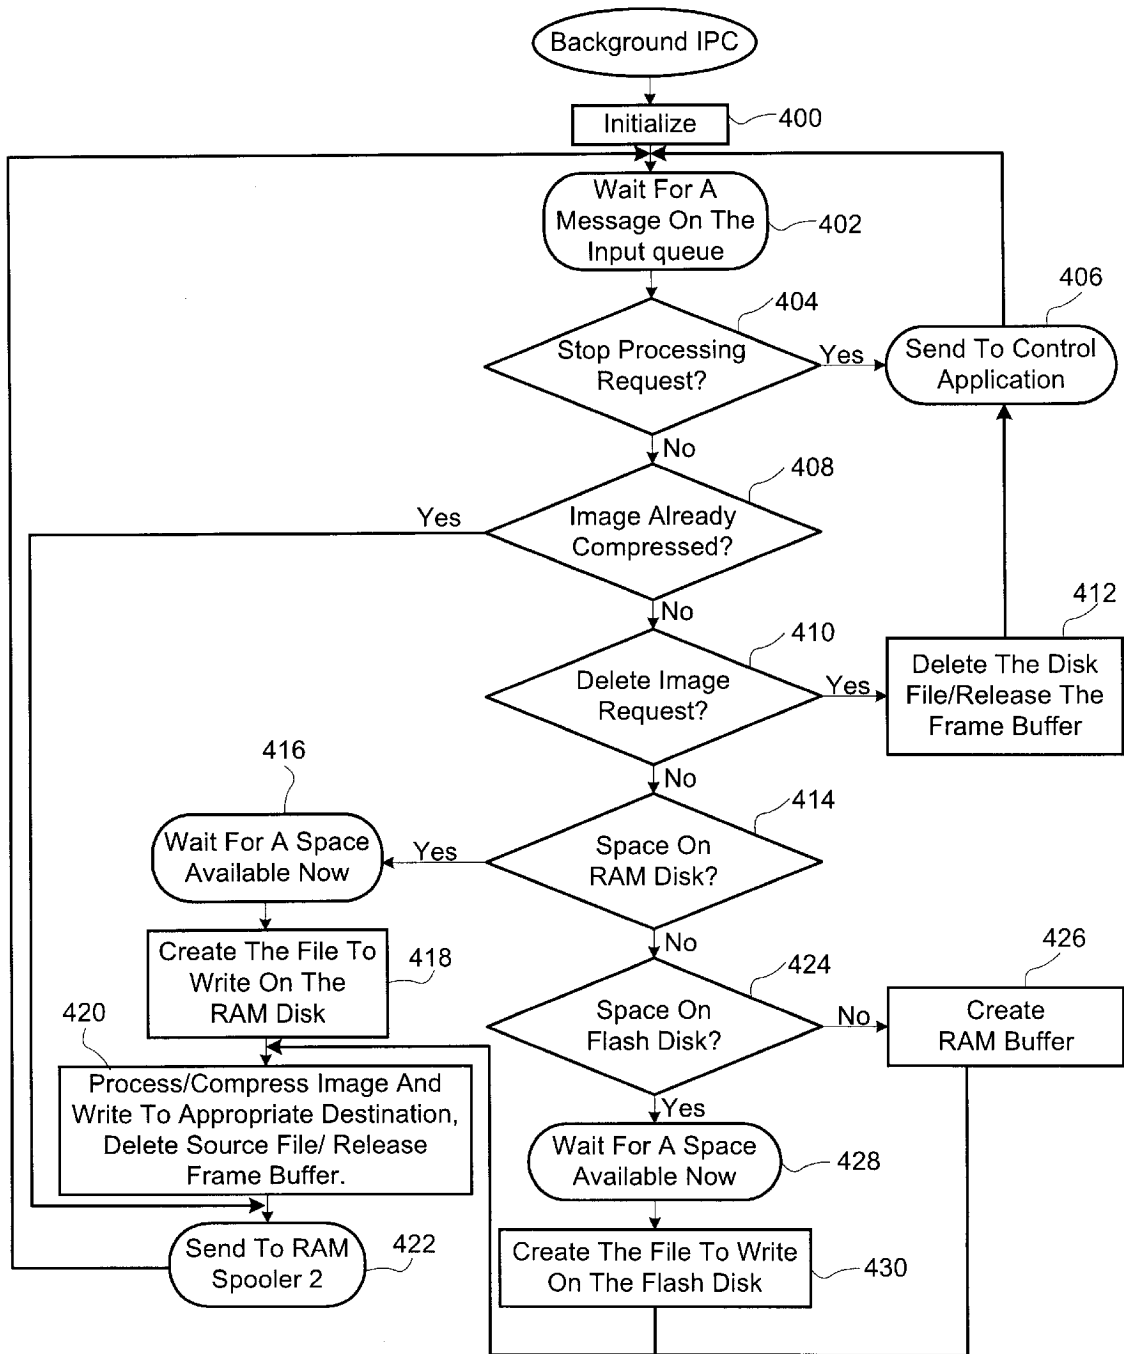 Background IPC
Initialize
400
Wait For A
Message On The
Input queue
402
404
Stop Processing
Request?
Yes
406
Send To Control
Application
No
408
Yes
Image Already
Compressed?
No
410
Delete Image
Request?
Yes
412
Delete The Disk
File/Release The
Frame Buffer
No
416
414
Wait For A Space
Available Now
Yes
Space On
RAM Disk?
No
Create The File To
Write On The
RAM Disk
418
424
Space On
Flash Disk?
No
426
Create
RAM Buffer
420
Process/Compress Image And
Write To Appropriate Destination,
Delete Source File/ Release
Frame Buffer.
Yes
Wait For A Space
Available Now
428
Send To RAM
Spooler 2
422
Create The File To Write
On The Flash Disk
430